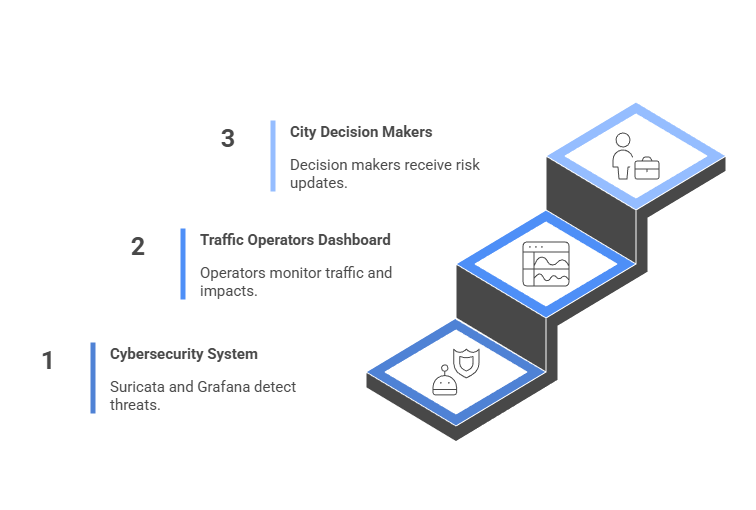 3
City Decision Makers
Decision makers receive risk
updates.
2
Traffic Operators Dashboard
Operators monitor traffic and
impacts.
1
Cybersecurity System
Suricata and Grafana detect
threats.